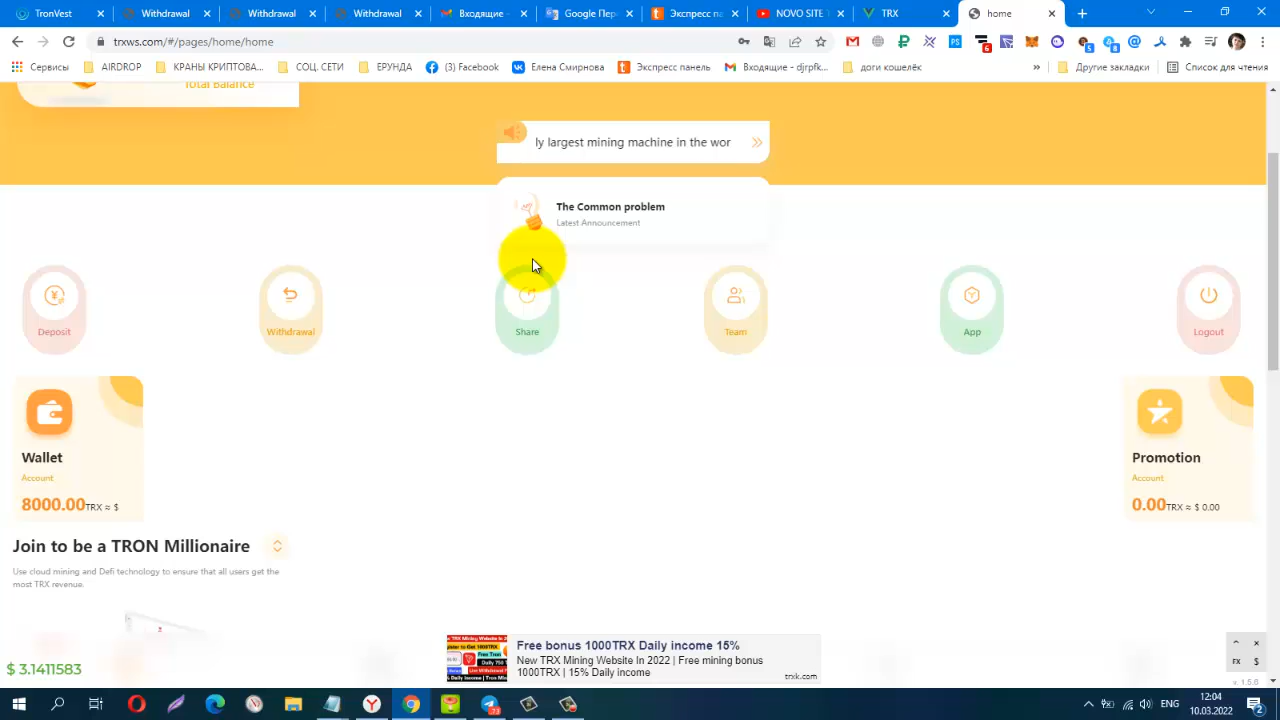 TronVest
Withdrawal
Withdrawal
Входящие -
Google Пер
Экспресс па
NOVO SITE
TRX
home
trxws.com/#/pages/home/home
Сервисы
AIRDROP
КРАНЫ КРИПТОВА...
СОЦ. СЕТИ
ЕРУНДА
(3) Facebook
Елена Смирнова
Экспресс панель
Входящие – djrpfk...
доги кошелёк
»
Другие закладки
Список для чтения
Total Balance
ly largest mining machine in the wor
The Common problem
Latest Announcement
Deposit
Withdrawal
Share
Team
App
Logout
Wallet
Account
8000.00TRX ≈ $
Promotion
Account
0.00TRX ≈ $ 0.00
Join to be a TRON Millionaire
Use cloud mining and Defi technology to ensure that all users get the
most TRX revenue.
Free bonus 1000TRX Daily income 15%
New TRX Mining Website In 2022 | Free mining bonus
1000TRX | 15% Daily income
trxik.com
$ 3.1411583
FX $
v. 1.5.8
ENG
12:04
10.03.2022